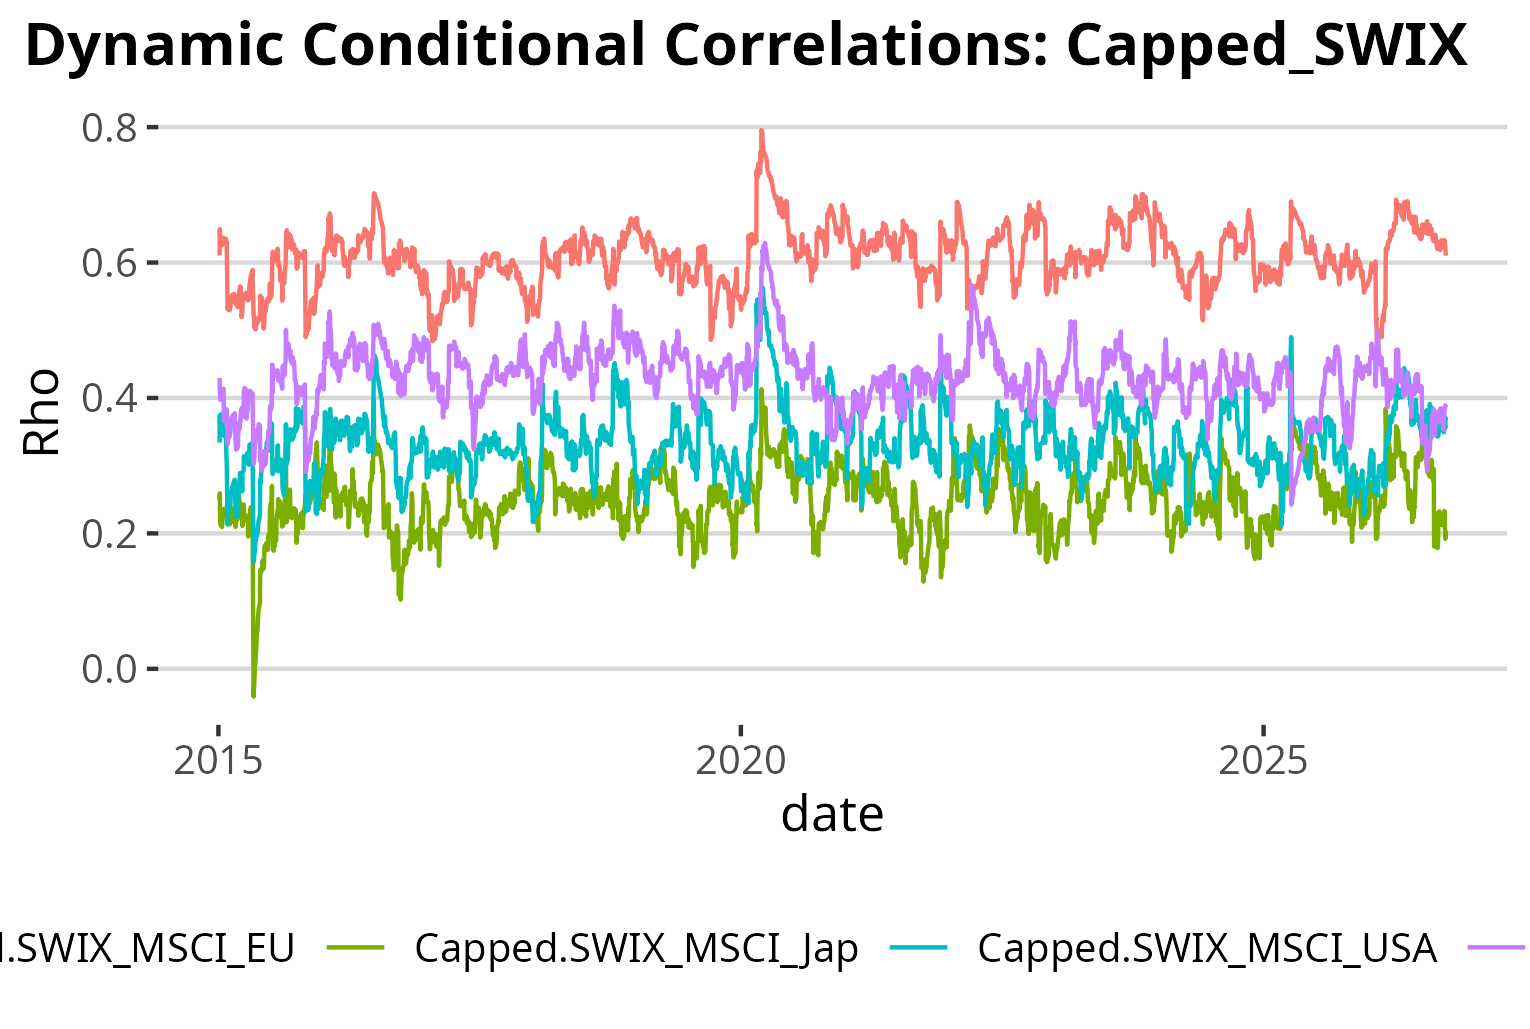 Dynamic Conditional Correlations: Capped_SWIX
Rho
0.8
0.6
0.4
0.2
0.0
2015 2020 2025
date
.SWIX_MSCI_EU Capped.SWIX_MSCI_Jap Capped.SWIX_MSCI_USA